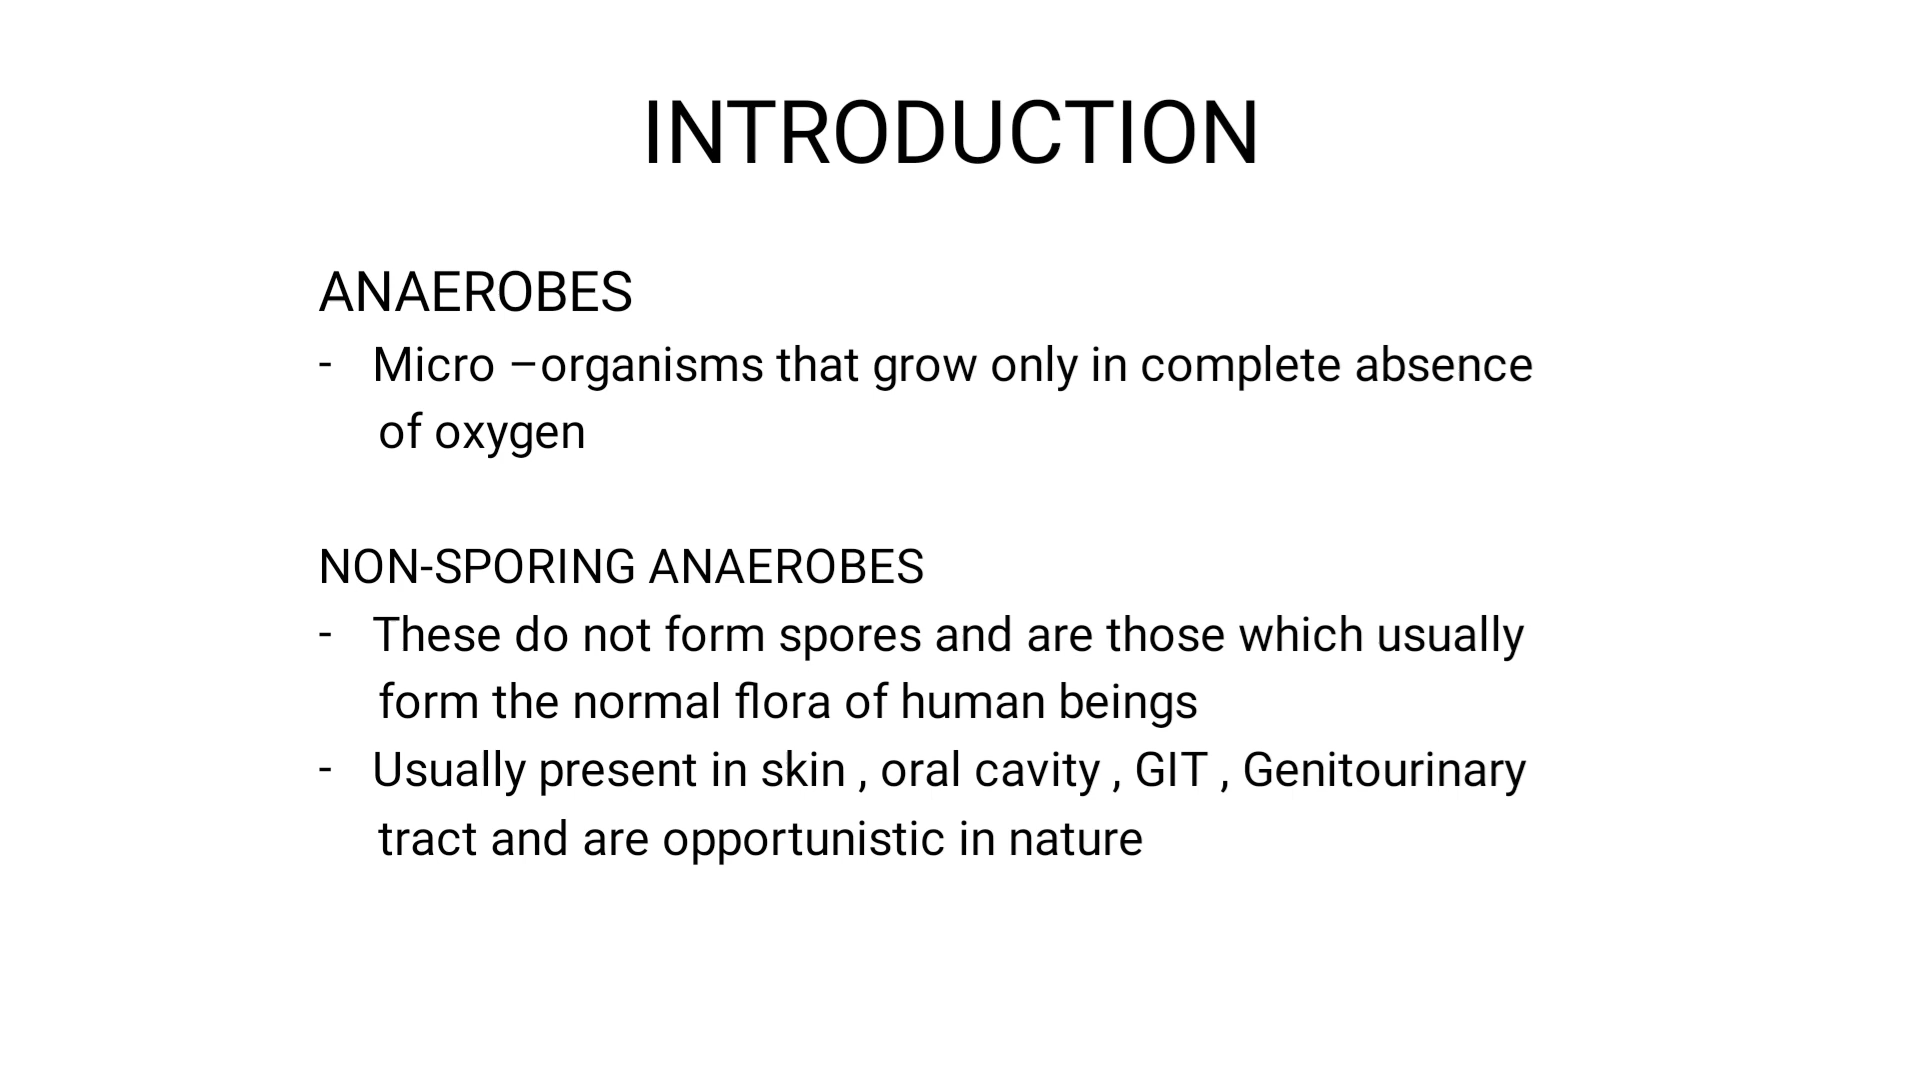 INTRODUCTION
ANAEROBES
- Micro –organisms that grow only in complete absence
of oxygen
NON-SPORING ANAEROBES
- These do not form spores and are those which usually
form the normal flora of human beings
- Usually present in skin , oral cavity , GIT , Genitourinary
tract and are opportunistic in nature